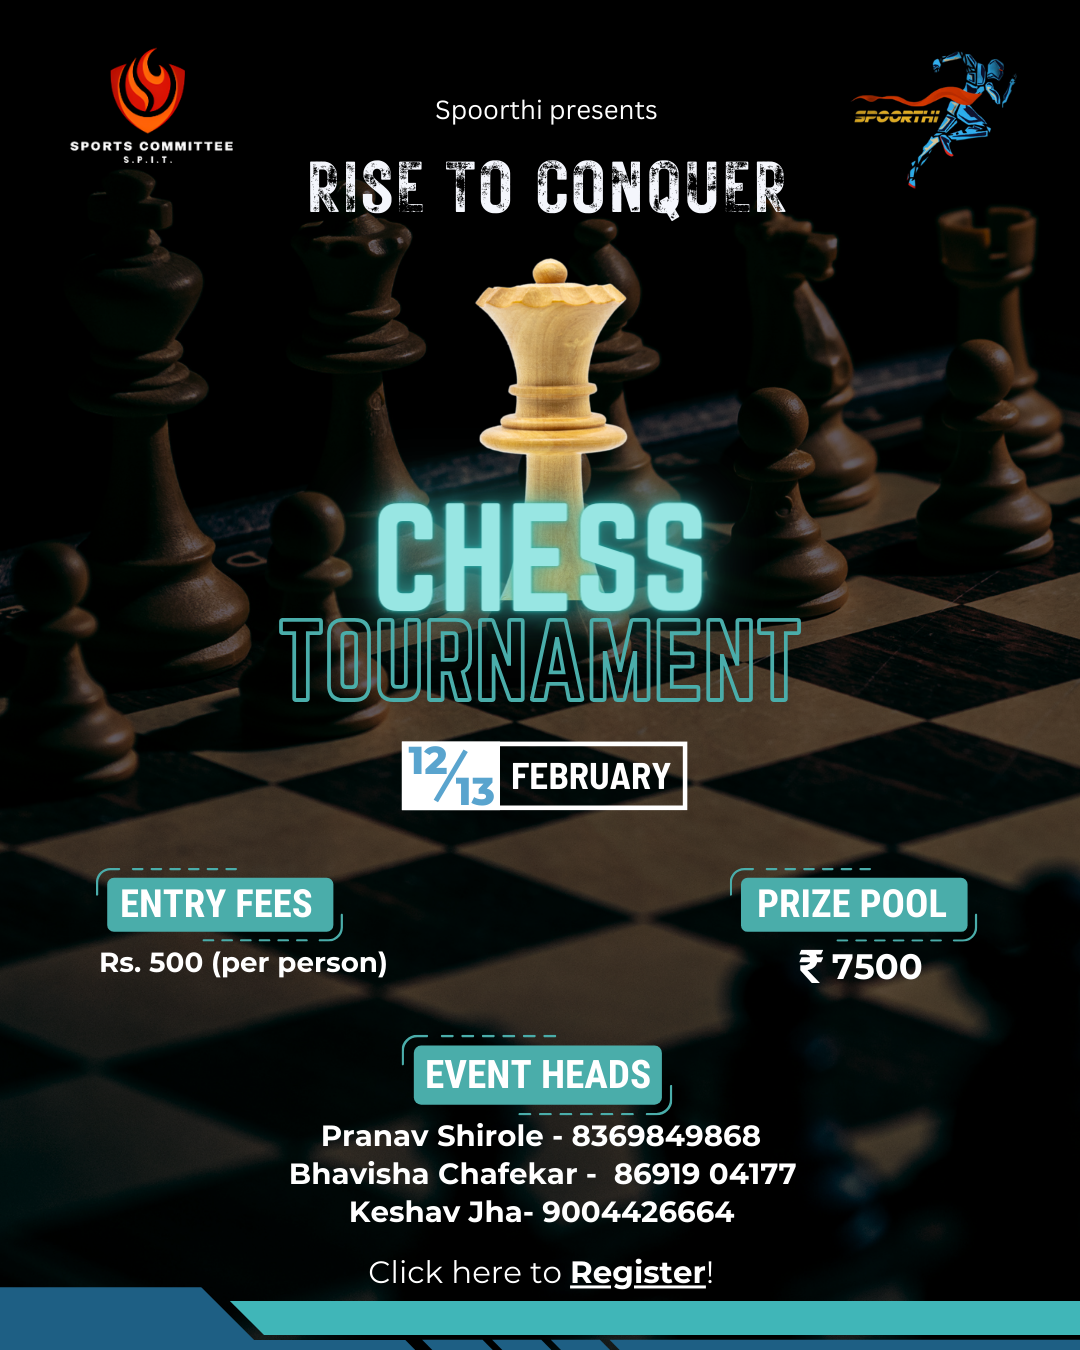 SPORTS COMMITTEE
S.P.I.T.
SPOORTHI
Spoorthi presents
RISE TO CONQUER
CHESS
TOURNAMENT
12/13 FEBRUARY
ENTRY FEES
Rs. 500 (per person)
PRIZE POOL
₹ 7500
EVENT HEADS
Pranav Shirole - 8369849868
Bhavisha Chafekar - 86919 04177
Keshav Jha- 9004426664
Click here to Register!